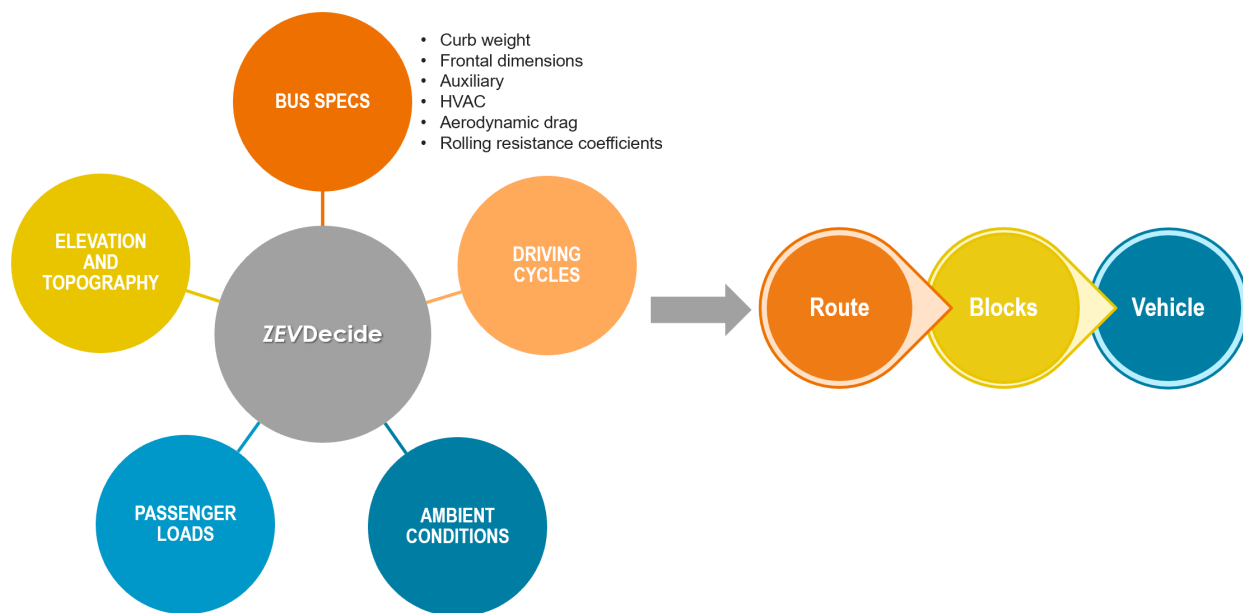 BUS SPECS
• Curb weight
• Frontal dimensions
• Auxiliary
• HVAC
• Aerodynamic drag
• Rolling resistance coefficients
ELEVATION
AND
TOPOGRAPHY
DRIVING
CYCLES
ZEVDecide
PASSENGER
LOADS
AMBIENT
CONDITIONS
Route
Blocks
Vehicle